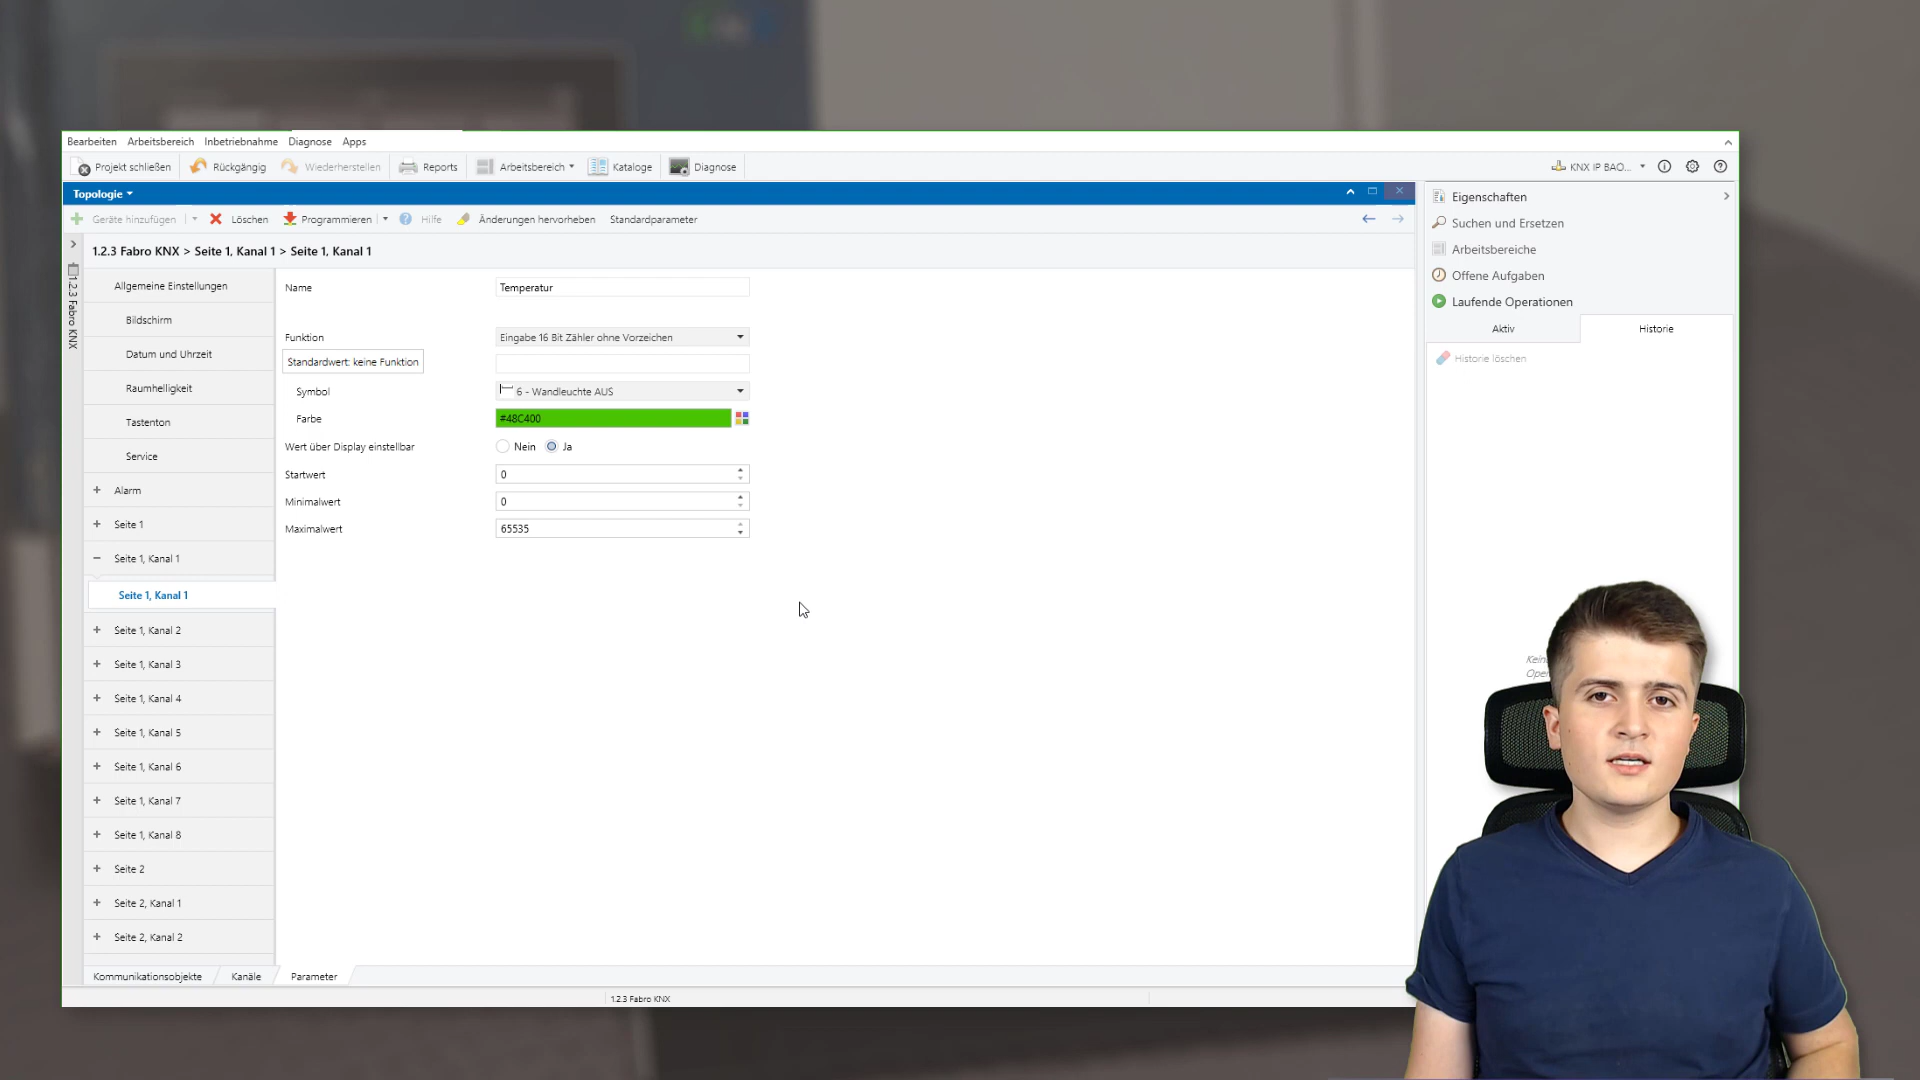 Bearbeiten Arbeitsbereich Inbetriebnahme Diagnose Apps
Projekt schließen Rückgängig Wiederherstellen Reports Arbeitsbereich Kataloge Diagnose KNX IP BAO...
Topologie
Geräte hinzufügen Löschen Programmieren Hilfe Änderungen hervorheben Standardparameter
1.2.3 Fabro KNX > Seite 1, Kanal 1 > Seite 1, Kanal 1
1.2.3 Fabro KNX
Allgemeine Einstellungen
Bildschirm
Datum und Uhrzeit
Raumhelligkeit
Tastenton
Service
+ Alarm
+ Seite 1
− Seite 1, Kanal 1
Seite 1, Kanal 1
+ Seite 1, Kanal 2
+ Seite 1, Kanal 3
+ Seite 1, Kanal 4
+ Seite 1, Kanal 5
+ Seite 1, Kanal 6
+ Seite 1, Kanal 7
+ Seite 1, Kanal 8
+ Seite 2
+ Seite 2, Kanal 1
+ Seite 2, Kanal 2
Name Temperatur
Funktion Eingabe 16 Bit Zähler ohne Vorzeichen
Standardwert: keine Funktion
Symbol 6 - Wandleuchte AUS
Farbe #48C400
Wert über Display einstellbar Nein Ja
Startwert 0
Minimalwert 0
Maximalwert 65535
Kommunikationsobjekte Kanäle Parameter
1.2.3 Fabro KNX
Eigenschaften
Suchen und Ersetzen
Arbeitsbereiche
Offene Aufgaben
Laufende Operationen
Aktiv Historie
Historie löschen